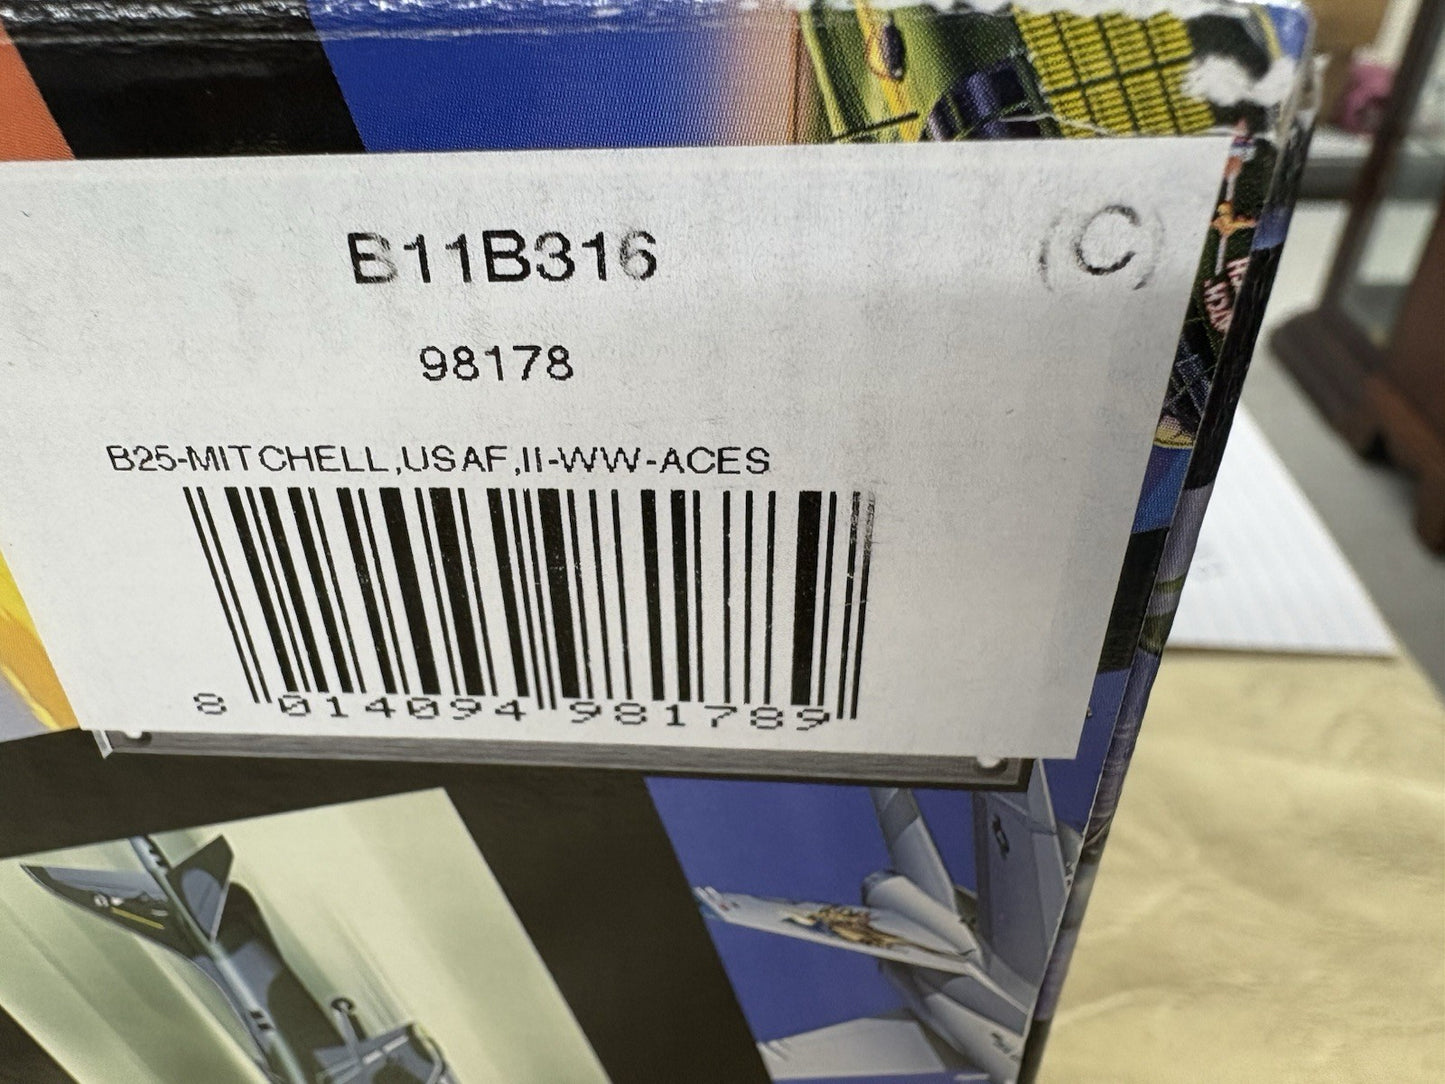 B11B316
C
98178
B25-MITCHELL,USAF,II-WW-ACES
8 014094 981789